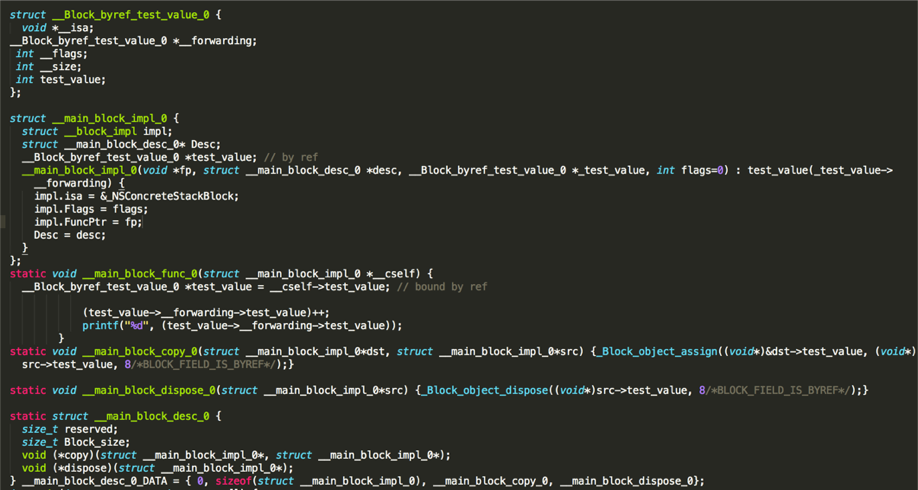 struct __Block_byref_test_value_0 {
  void *__isa;
__Block_byref_test_value_0 *__forwarding;
 int __flags;
 int __size;
 int test_value;
};

struct __main_block_impl_0 {
  struct __block_impl impl;
  struct __main_block_desc_0* Desc;
  __Block_byref_test_value_0 *test_value; // by ref
  __main_block_impl_0(void *fp, struct __main_block_desc_0 *desc, __Block_byref_test_value_0 *_test_value, int flags=0) : test_value(_test_value->
    __forwarding) {
    impl.isa = &_NSConcreteStackBlock;
    impl.Flags = flags;
    impl.FuncPtr = fp;
    Desc = desc;
  }
};
static void __main_block_func_0(struct __main_block_impl_0 *__cself) {
  __Block_byref_test_value_0 *test_value = __cself->test_value; // bound by ref

            (test_value->__forwarding->test_value)++;
            printf("%d", (test_value->__forwarding->test_value));
        }
static void __main_block_copy_0(struct __main_block_impl_0*dst, struct __main_block_impl_0*src) {_Block_object_assign((void*)&dst->test_value, (void*)
  src->test_value, 8/*BLOCK_FIELD_IS_BYREF*/);}

static void __main_block_dispose_0(struct __main_block_impl_0*src) {_Block_object_dispose((void*)src->test_value, 8/*BLOCK_FIELD_IS_BYREF*/);}

static struct __main_block_desc_0 {
  size_t reserved;
  size_t Block_size;
  void (*copy)(struct __main_block_impl_0*, struct __main_block_impl_0*);
  void (*dispose)(struct __main_block_impl_0*);
} __main_block_desc_0_DATA = { 0, sizeof(struct __main_block_impl_0), __main_block_copy_0, __main_block_dispose_0};